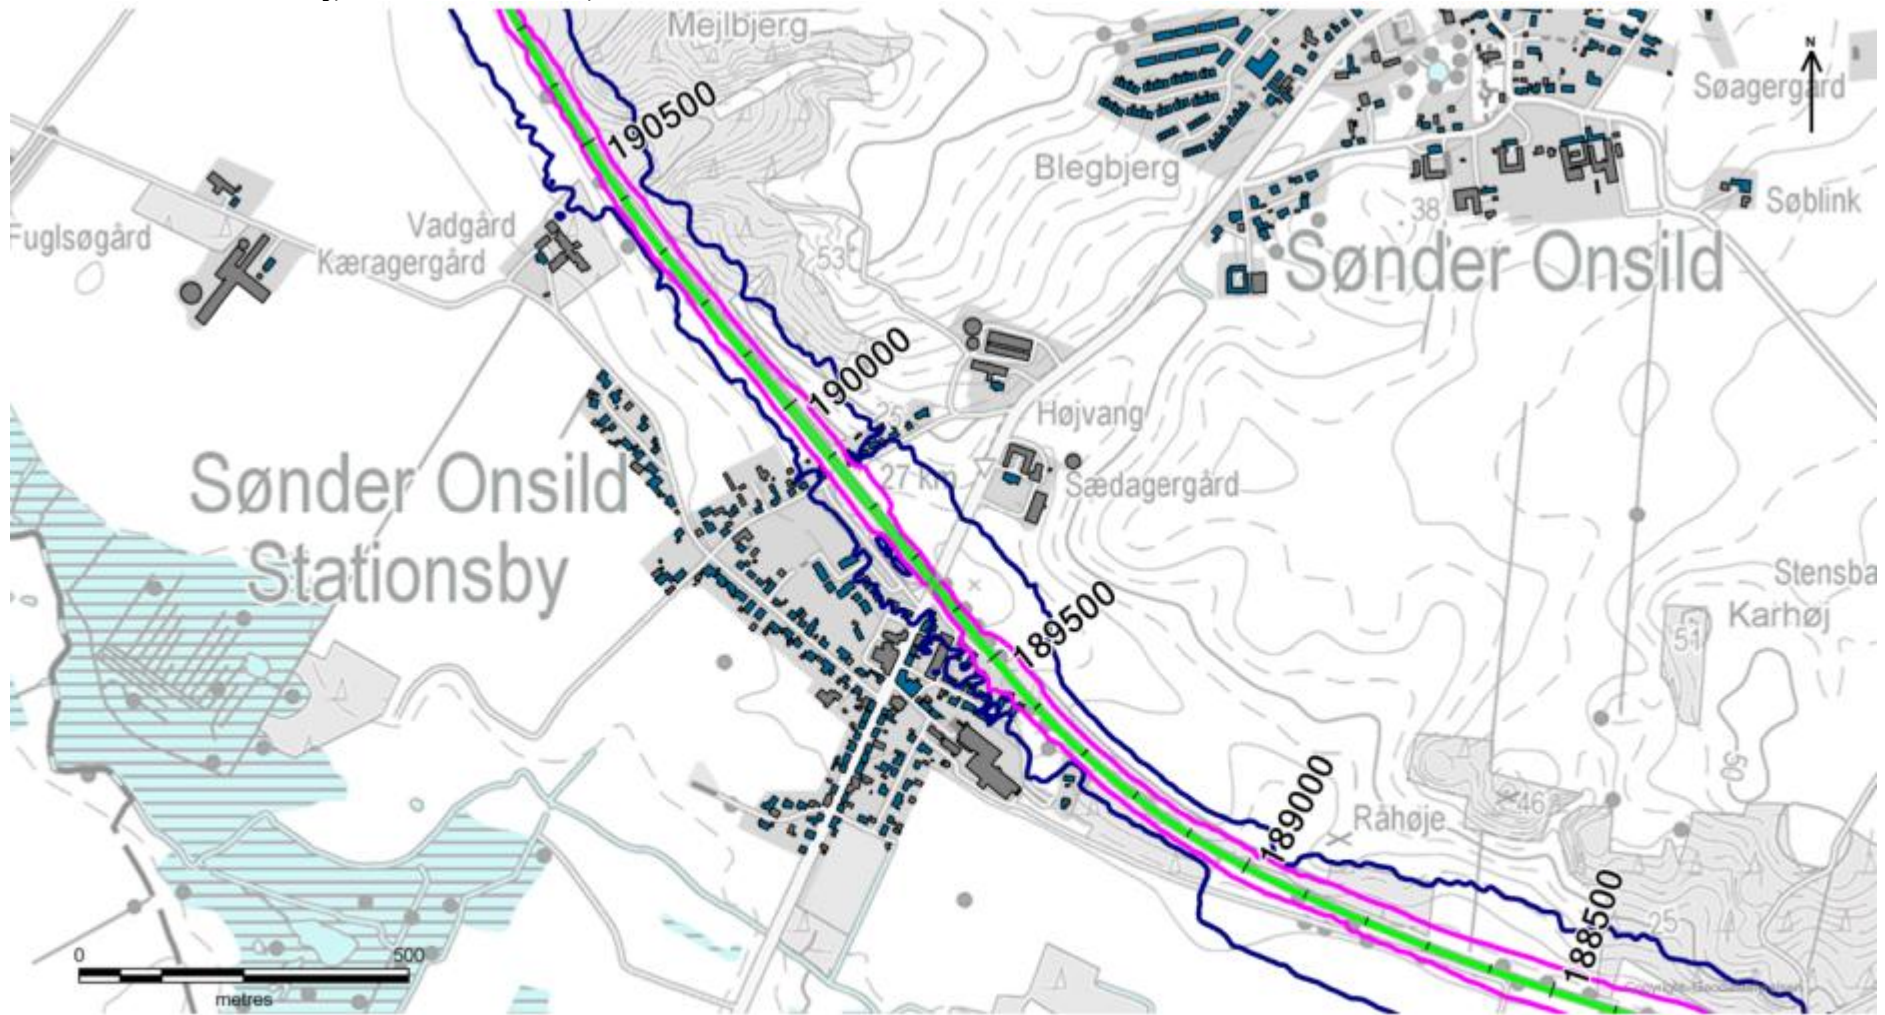 Mejlbjerg
N
Søagergård
190500
Blegbjerg
Søblink
38
Vadgård
Fuglsøgård
Kæragergård
53
Sønder Onsild
190000
25
Højvang
27 km
Sædagergård
Sønder Onsild
Stationsby
Stensba
Karhøj
189500
51
50
189000
46
Råhøje
188500
25
0
500
metres